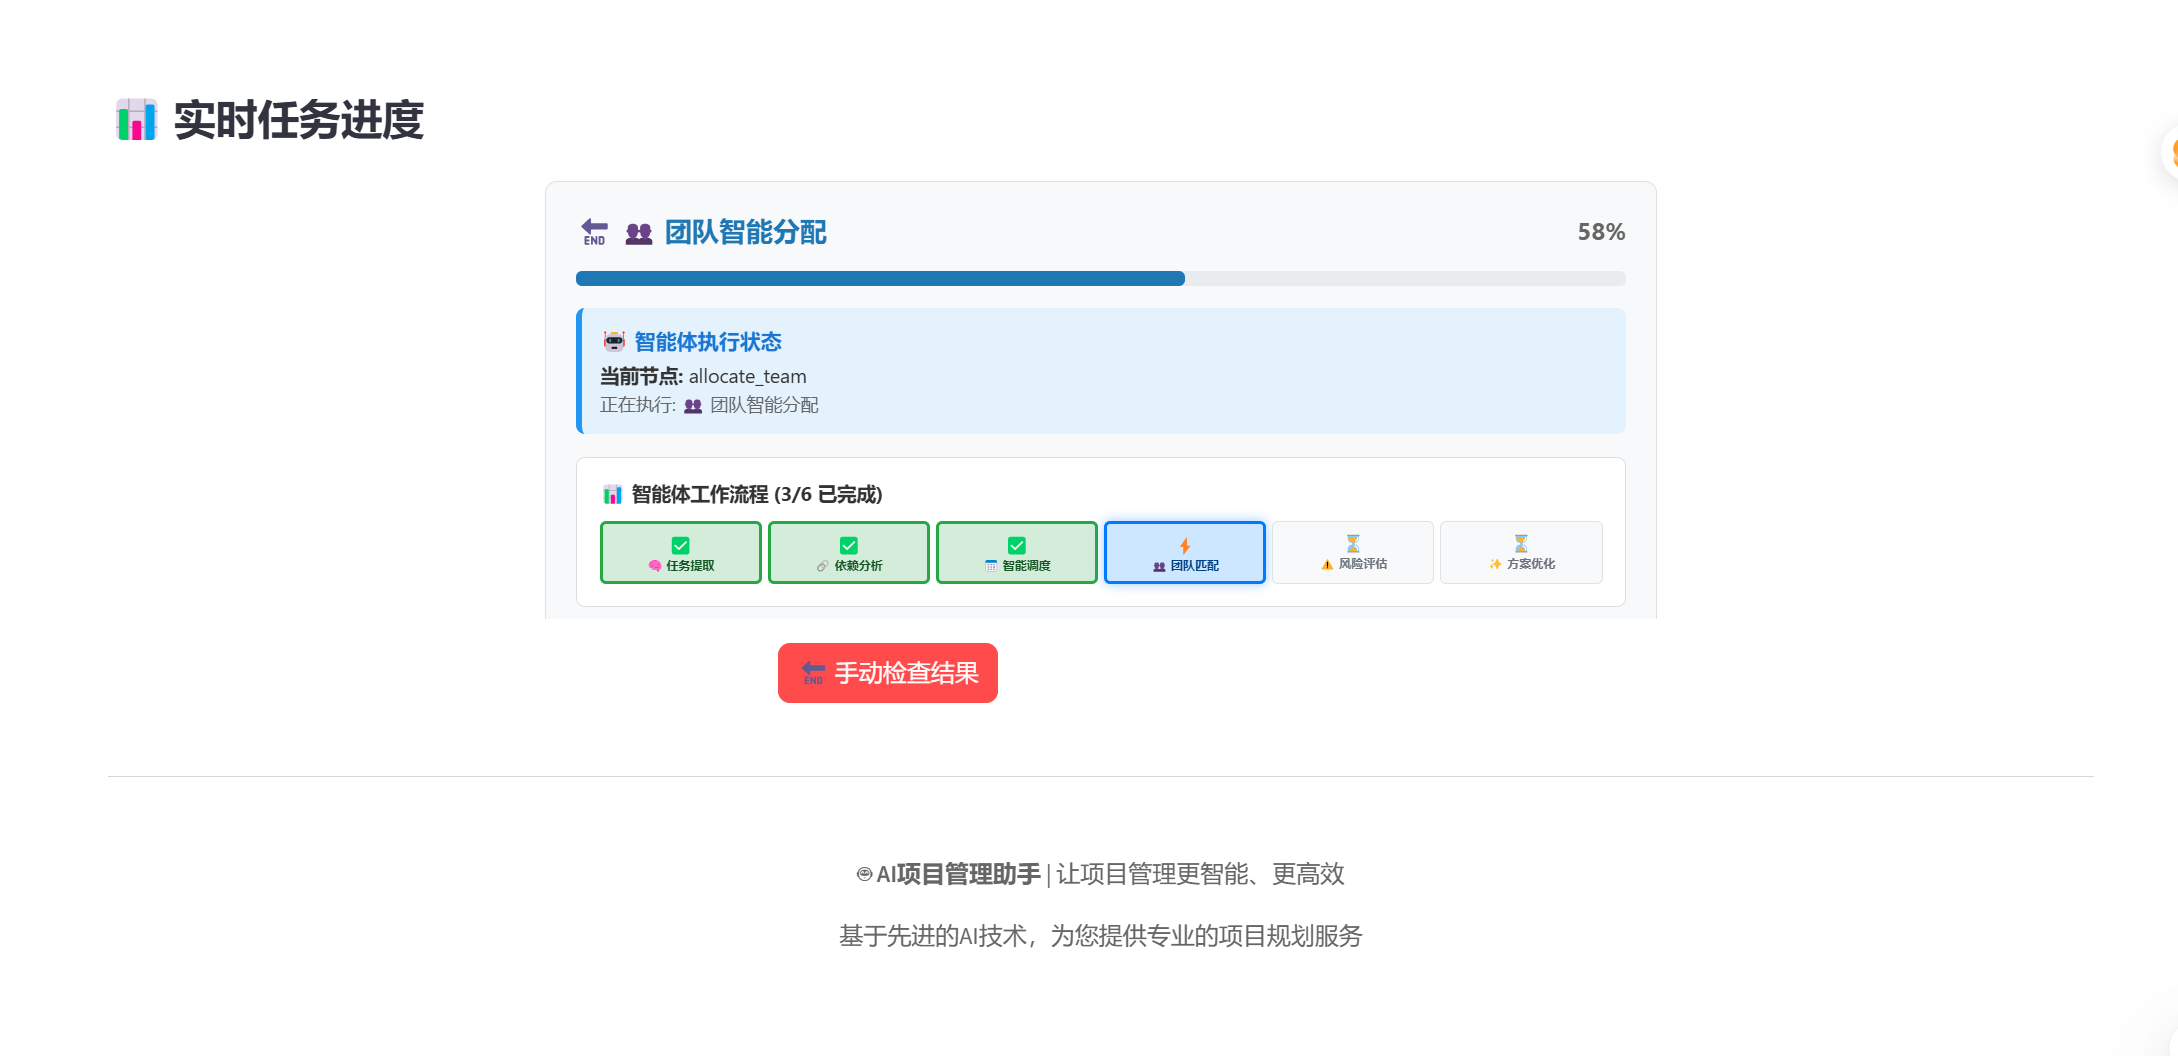 实时任务进度
END 团队智能分配 58%
智能体执行状态
当前节点: allocate_team
正在执行: 团队智能分配
智能体工作流程 (3/6 已完成)
任务提取 依赖分析 智能调度 团队匹配 风险评估 方案优化
END 手动检查结果
AI项目管理助手 | 让项目管理更智能、更高效
基于先进的AI技术，为您提供专业的项目规划服务